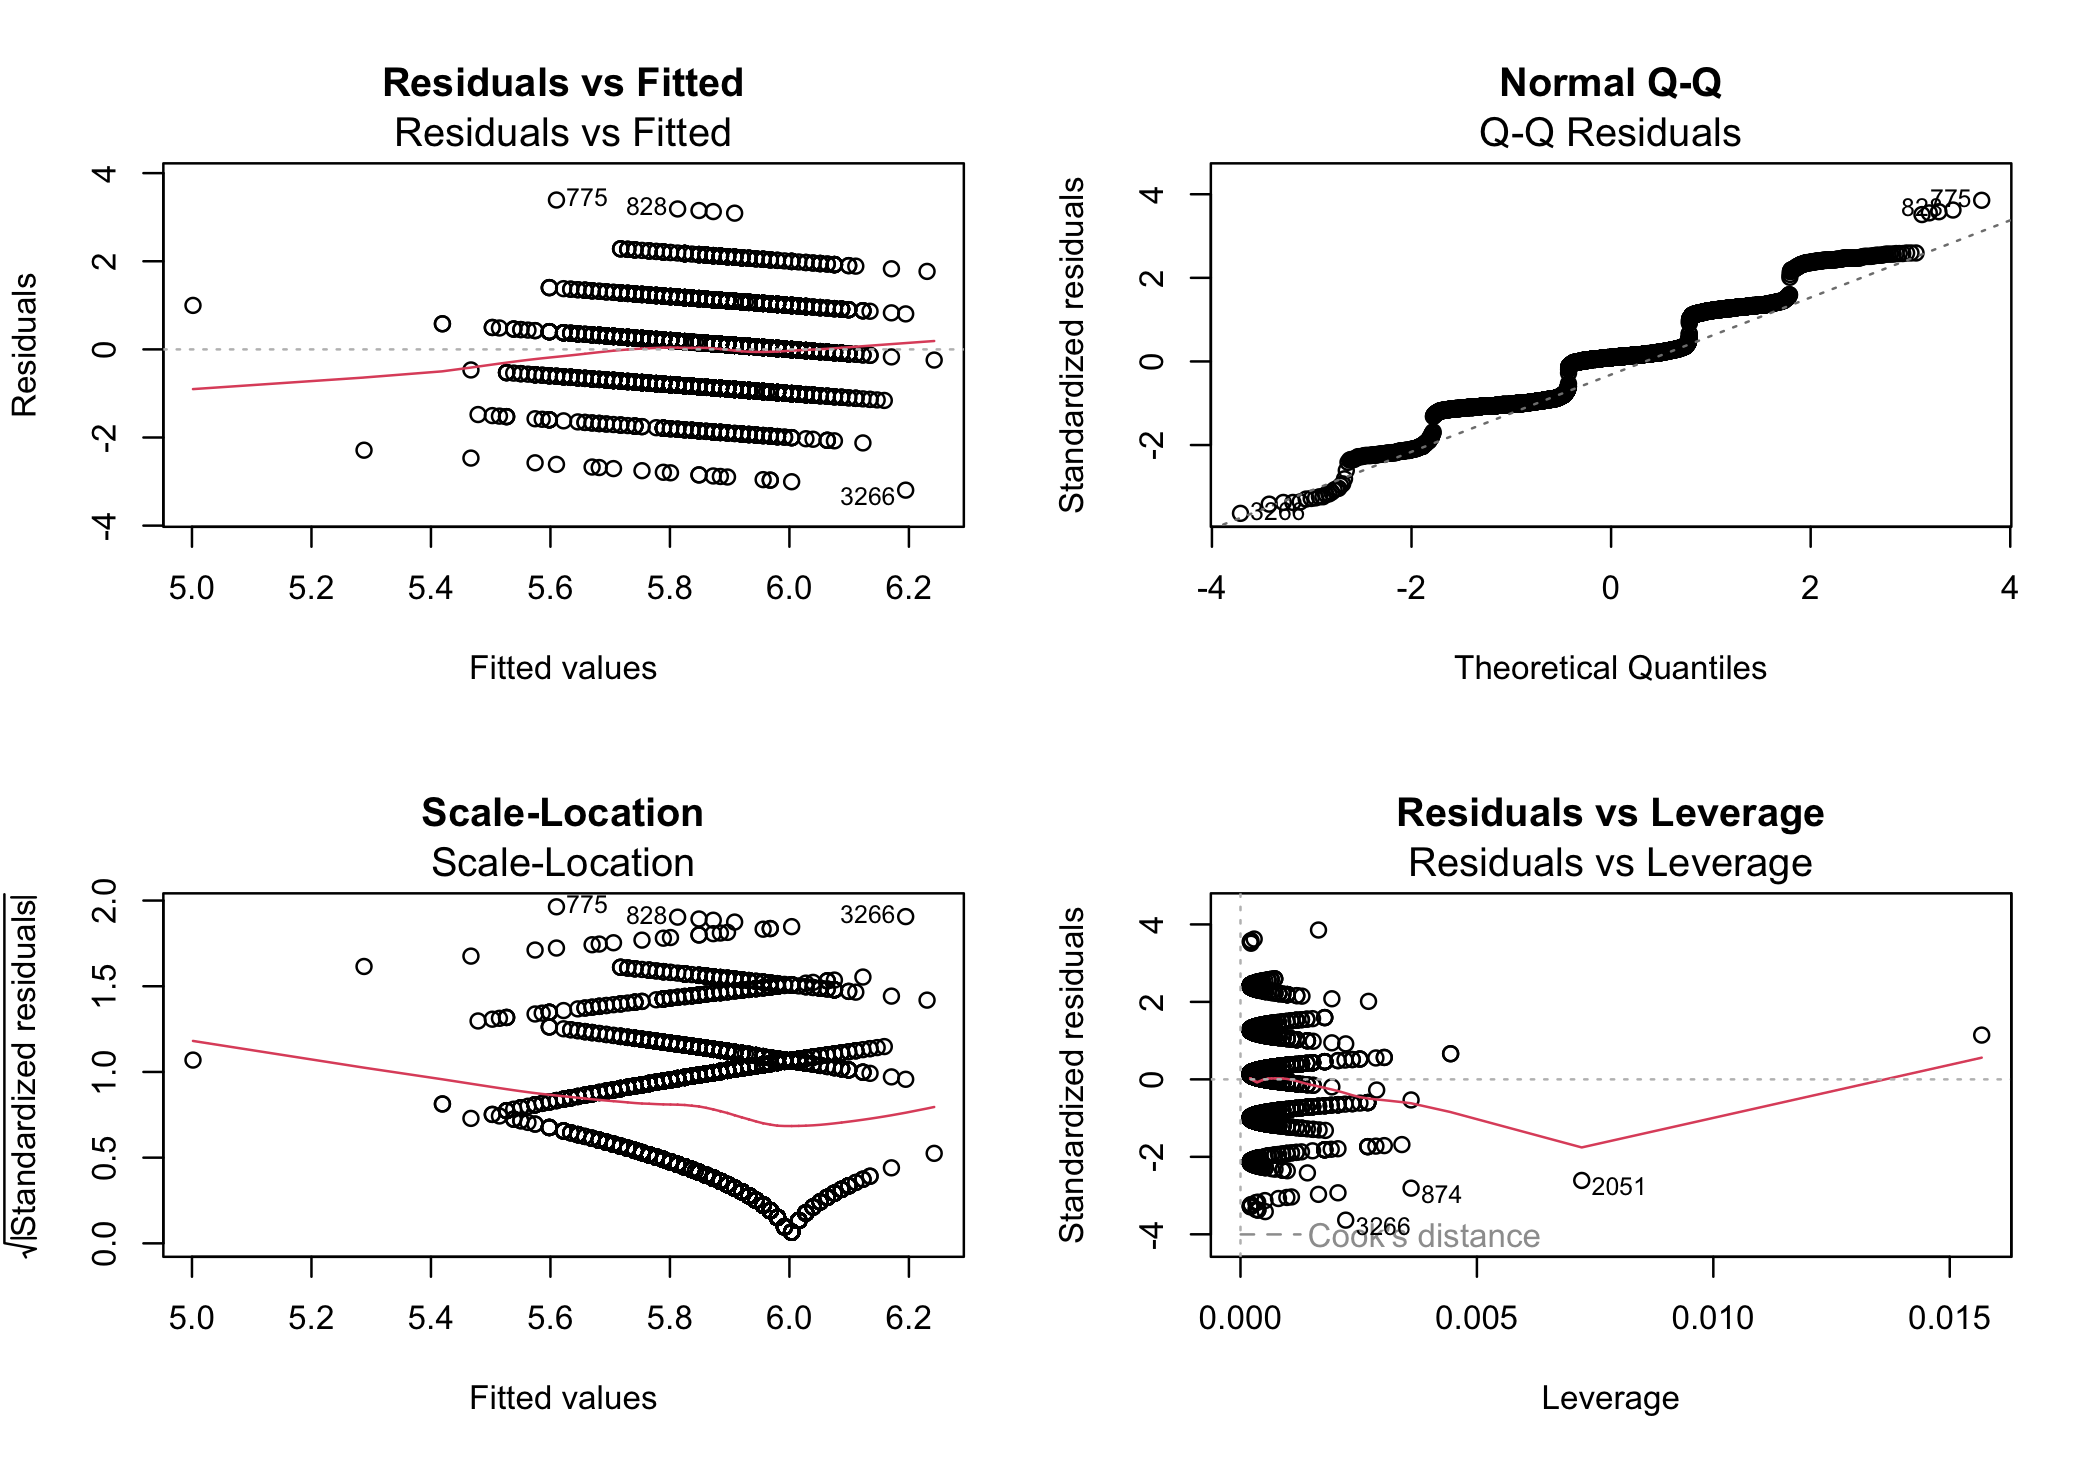 Residuals vs Fitted
Residuals vs Fitted
Residuals
4
2
0
-2
-4
775
828
3266
5.0 5.2 5.4 5.6 5.8 6.0 6.2
Fitted values
Normal Q-Q
Q-Q Residuals
Standardized residuals
4
2
0
-2
828
775
3266
-4 -2 0 2 4
Theoretical Quantiles
Scale-Location
Scale-Location
√|Standardized residuals|
2.0
1.5
1.0
0.5
0.0
775
828
3266
5.0 5.2 5.4 5.6 5.8 6.0 6.2
Fitted values
Residuals vs Leverage
Residuals vs Leverage
Standardized residuals
4
2
0
-2
-4
874
2051
3266
Cook's distance
0.000 0.005 0.010 0.015
Leverage